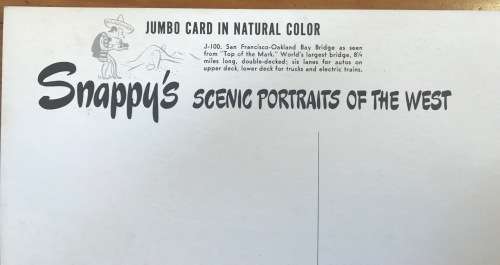 JUMBO CARD IN NATURAL COLOR
J-100. San Francisco-Oakland Bay Bridge as seen
from "Top of the Mark." World's largest bridge, 8¼
miles long, double-decked; six lanes for autos on
upper deck, lower deck for trucks and electric trains.
Snappy's SCENIC PORTRAITS OF THE WEST